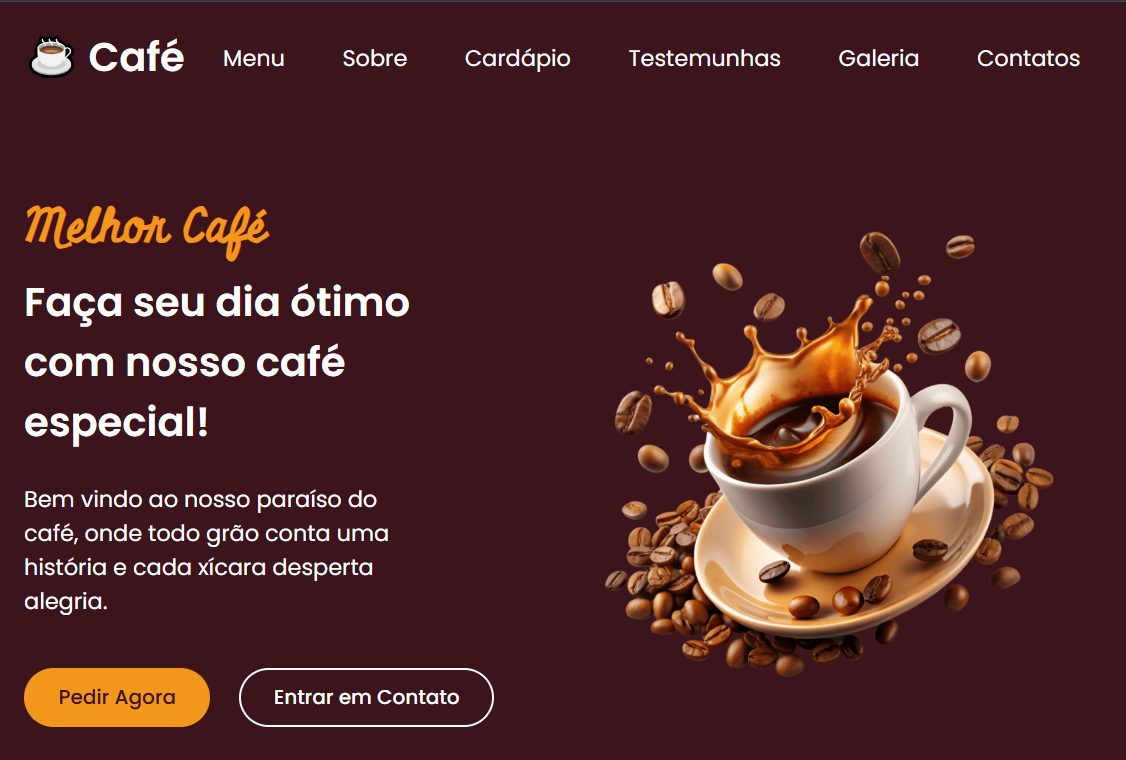 Café Menu Sobre Cardápio Testemunhas Galeria Contatos
Melhor Café
Faça seu dia ótimo
com nosso café
especial!
Bem vindo ao nosso paraíso do
café, onde todo grão conta uma
história e cada xícara desperta
alegria.
Pedir Agora Entrar em Contato